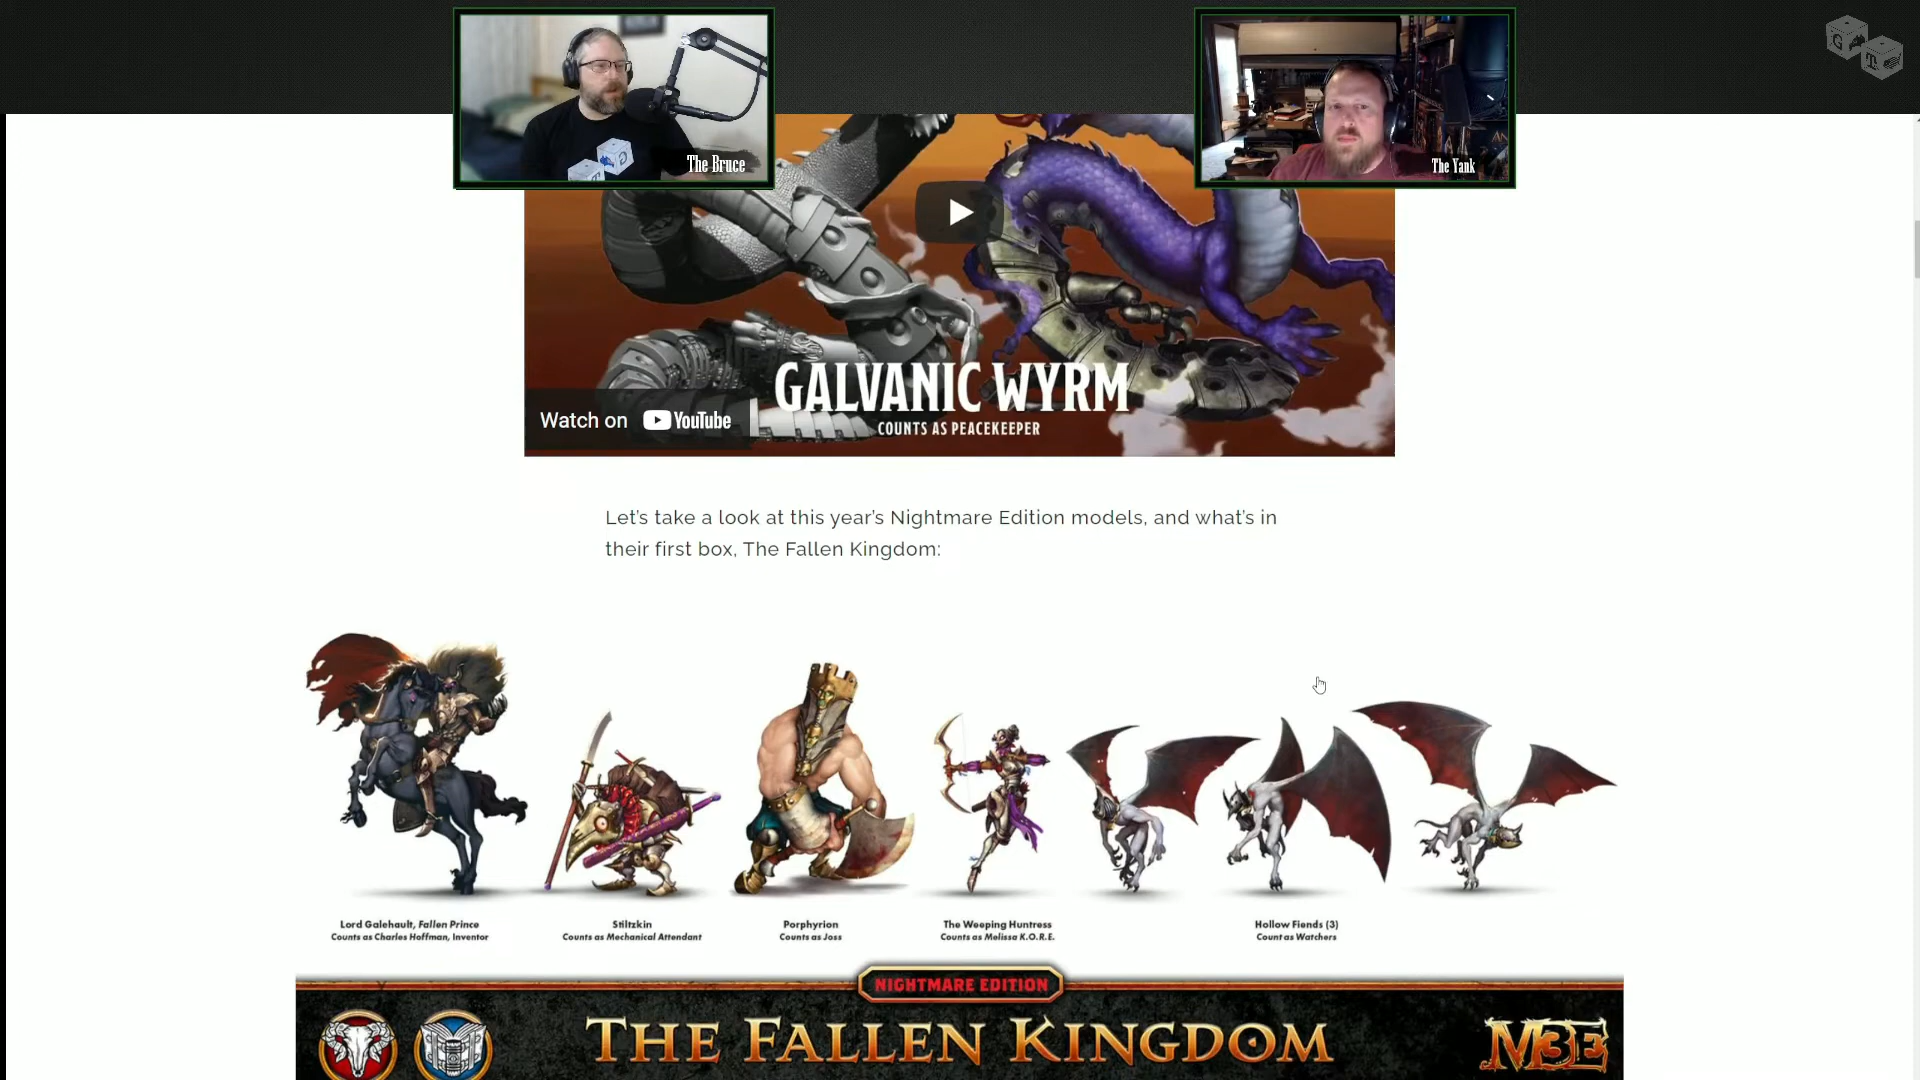 The Bruce
The Yank
GALVANIC WYRM
COUNTS AS PEACEKEEPER
Watch on YouTube
Let's take a look at this year's Nightmare Edition models, and what's in
their first box, The Fallen Kingdom:
Lord Galehault, Fallen Prince
Counts as Charles Hoffman, Inventor
Stiltzkin
Counts as Mechanical Attendant
Porphyrion
Counts as Joss
The Weeping Huntress
Counts as Melissa K.O.R.E.
Hollow Fiends (3)
Count as Watchers
NIGHTMARE EDITION
THE FALLEN KINGDOM
M3E